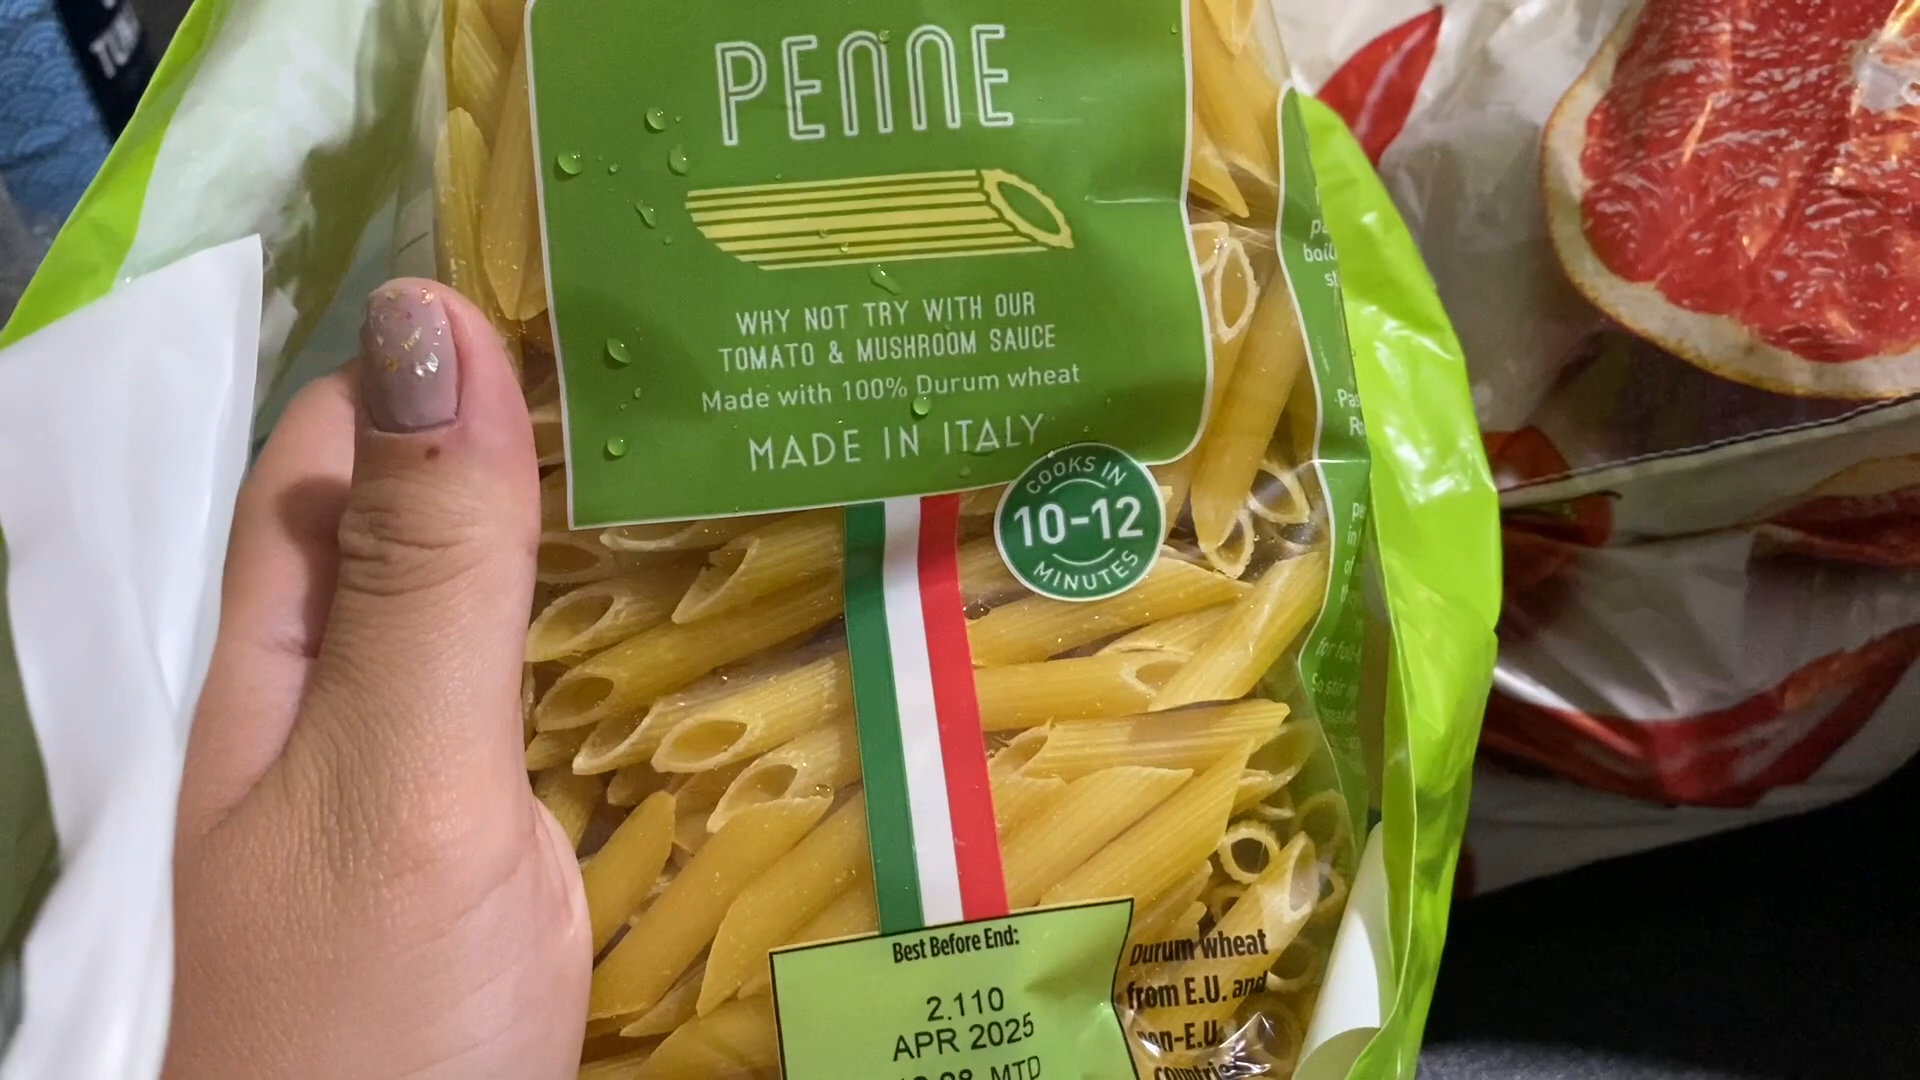 PENNE
WHY NOT TRY WITH OUR
TOMATO & MUSHROOM SAUCE
Made with 100% Durum wheat
MADE IN ITALY
COOKS IN
10-12
MINUTES
Best Before End:
2.110
APR 2025
MTD
Durum wheat
from E.U. and
non-E.U.